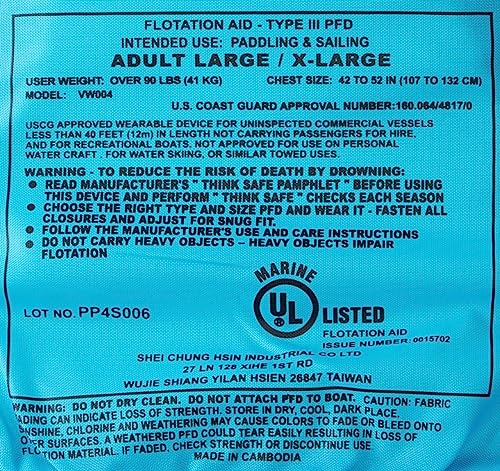 FLOTATION AID - TYPE III PFD
INTENDED USE: PADDLING & SAILING
ADULT LARGE / X-LARGE
USER WEIGHT: OVER 90 LBS (41 KG) CHEST SIZE: 42 TO 52 IN (107 TO 132 CM)
MODEL: VW004
U.S. COAST GUARD APPROVAL NUMBER:160.064/4817/0
USCG APPROVED WEARABLE DEVICE FOR UNINSPECTED COMMERCIAL VESSELS
LESS THAN 40 FEET (12m) IN LENGTH NOT CARRYING PASSENGERS FOR HIRE,
AND FOR RECREATIONAL BOATS. NOT APPROVED FOR USE ON PERSONAL
WATER CRAFT . FOR WATER SKIING, OR SIMILAR TOWED USES.
WARNING - TO REDUCE THE RISK OF DEATH BY DROWNING:
● READ MANUFACTURER'S " THINK SAFE PAMPHLET " BEFORE USING
THIS DEVICE AND PERFORM " THINK SAFE " CHECKS EACH SEASON
● CHOOSE THE RIGHT TYPE AND SIZE PFD AND WEAR IT - FASTEN ALL
CLOSURES AND ADJUST FOR SNUG FIT.
● FOLLOW THE MANUFACTURER'S USE AND CARE INSTRUCTIONS
● DO NOT CARRY HEAVY OBJECTS – HEAVY OBJECTS IMPAIR
FLOTATION
MARINE
UL ®
LISTED
LOT NO. PP4S006
FLOTATION AID
ISSUE NUMBER: 0015702
SHEI CHUNG HSIN INDUSTRIAL CO LTD
27 LN 128 XIHE 1ST RD
WUJIE SHIANG YILAN HSIEN 26847 TAIWAN
WARNING: DO NOT DRY CLEAN. DO NOT ATTACH PFD TO BOAT. CAUTION: FABRIC
ADING CAN INDICATE LOSS OF STRENGTH. STORE IN DRY, COOL, DARK PLACE.
UNSHINE, CHLORINE AND WEATHERING MAY CAUSE COLORS TO FADE OR BLEED ONTO
ER SURFACES. A WEATHERED PFD COULD TEAR EASILY RESULTING IN LOSS OF
OTATION MATERIAL. IF FADED. CHECK STRENGTH OR DISCONTINUE USE
MADE IN CAMBODIA